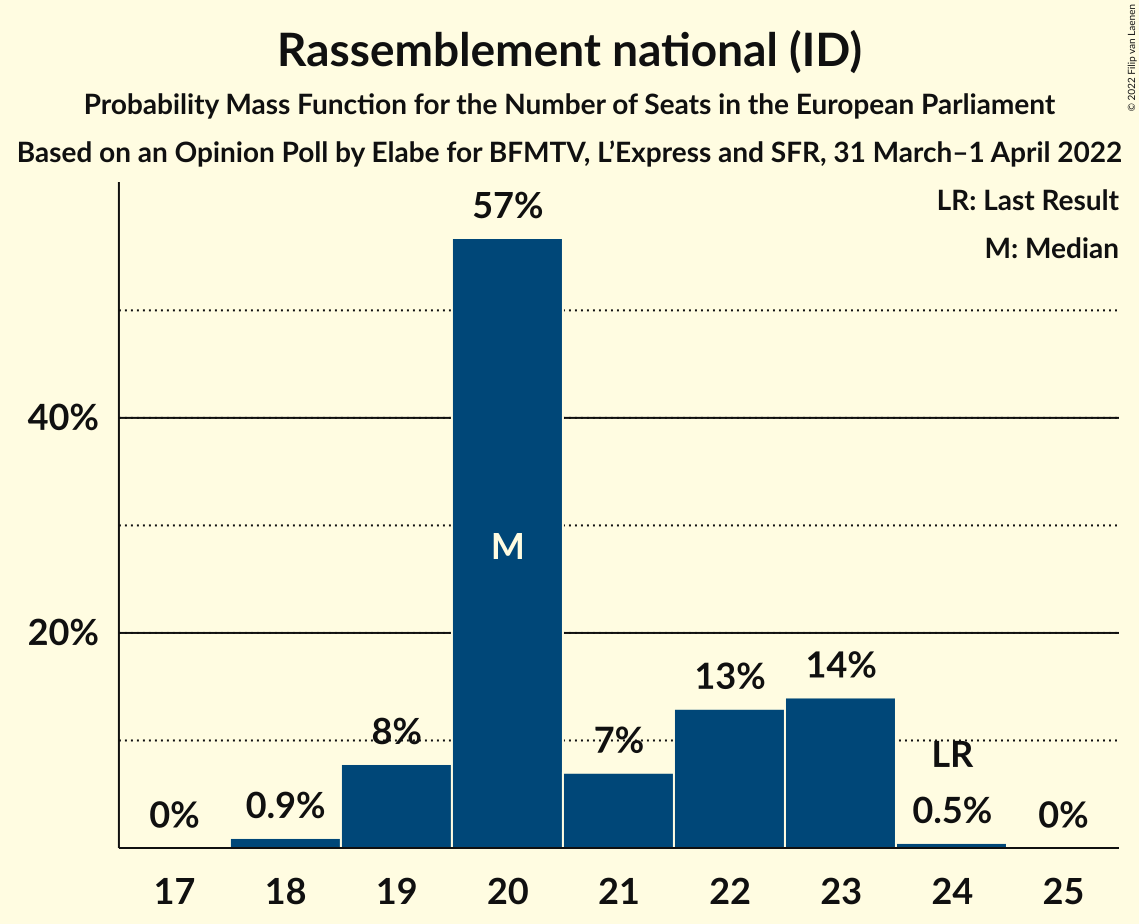 Rassemblement national (ID)
Probability Mass Function for the Number of Seats in the European Parliament
Based on an Opinion Poll by Elabe for BFMTV, L’Express and SFR, 31 March–1 April 2022
© 2022 Filip van Laenen
LR: Last Result
M: Median
57%
40%
M
20%
14%
13%
8%
7%
LR
0.9%
0.5%
0%
0%
17 18 19 20 21 22 23 24 25